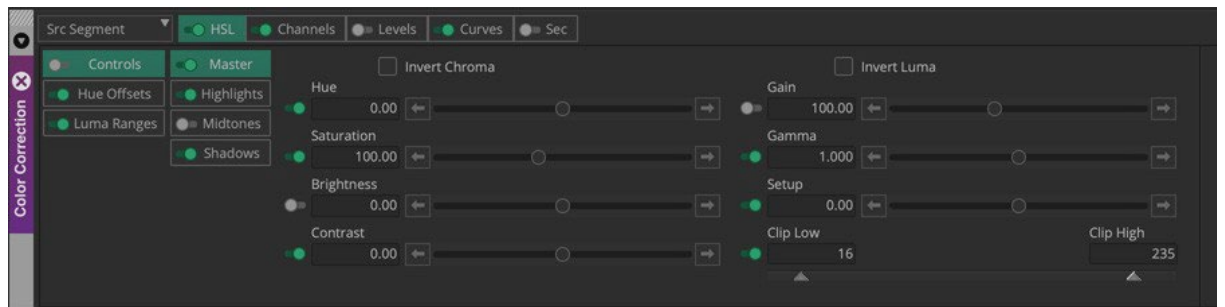 Src Segment HSL Channels Levels Curves Sec
Color Correction
Controls Master Invert Chroma Invert Luma
Hue Offsets Highlights
Luma Ranges Midtones
Shadows
Hue
0.00
Saturation
100.00
Brightness
0.00
Contrast
0.00
Gain
100.00
Gamma
1.000
Setup
0.00
Clip Low Clip High
16 235